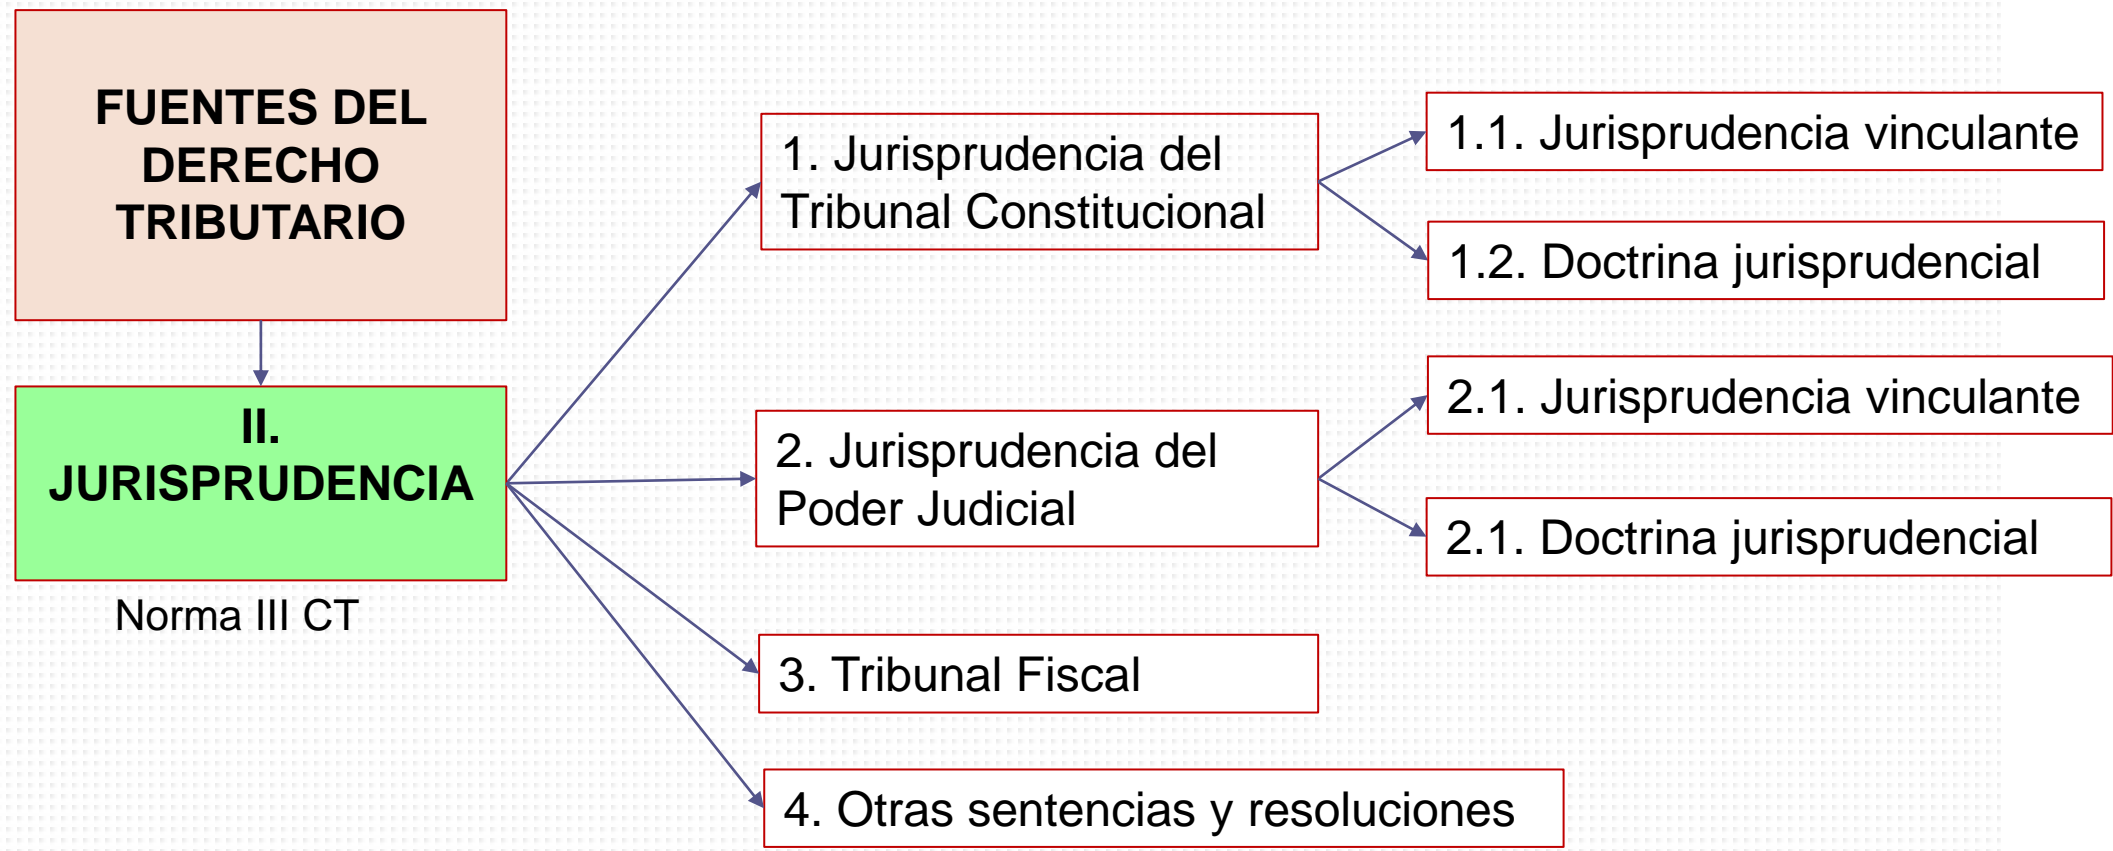 FUENTES DEL
DERECHO
TRIBUTARIO
II.
JURISPRUDENCIA
Norma III CT
1. Jurisprudencia del
Tribunal Constitucional
1.1. Jurisprudencia vinculante
1.2. Doctrina jurisprudencial
2. Jurisprudencia del
Poder Judicial
2.1. Jurisprudencia vinculante
2.1. Doctrina jurisprudencial
3. Tribunal Fiscal
4. Otras sentencias y resoluciones